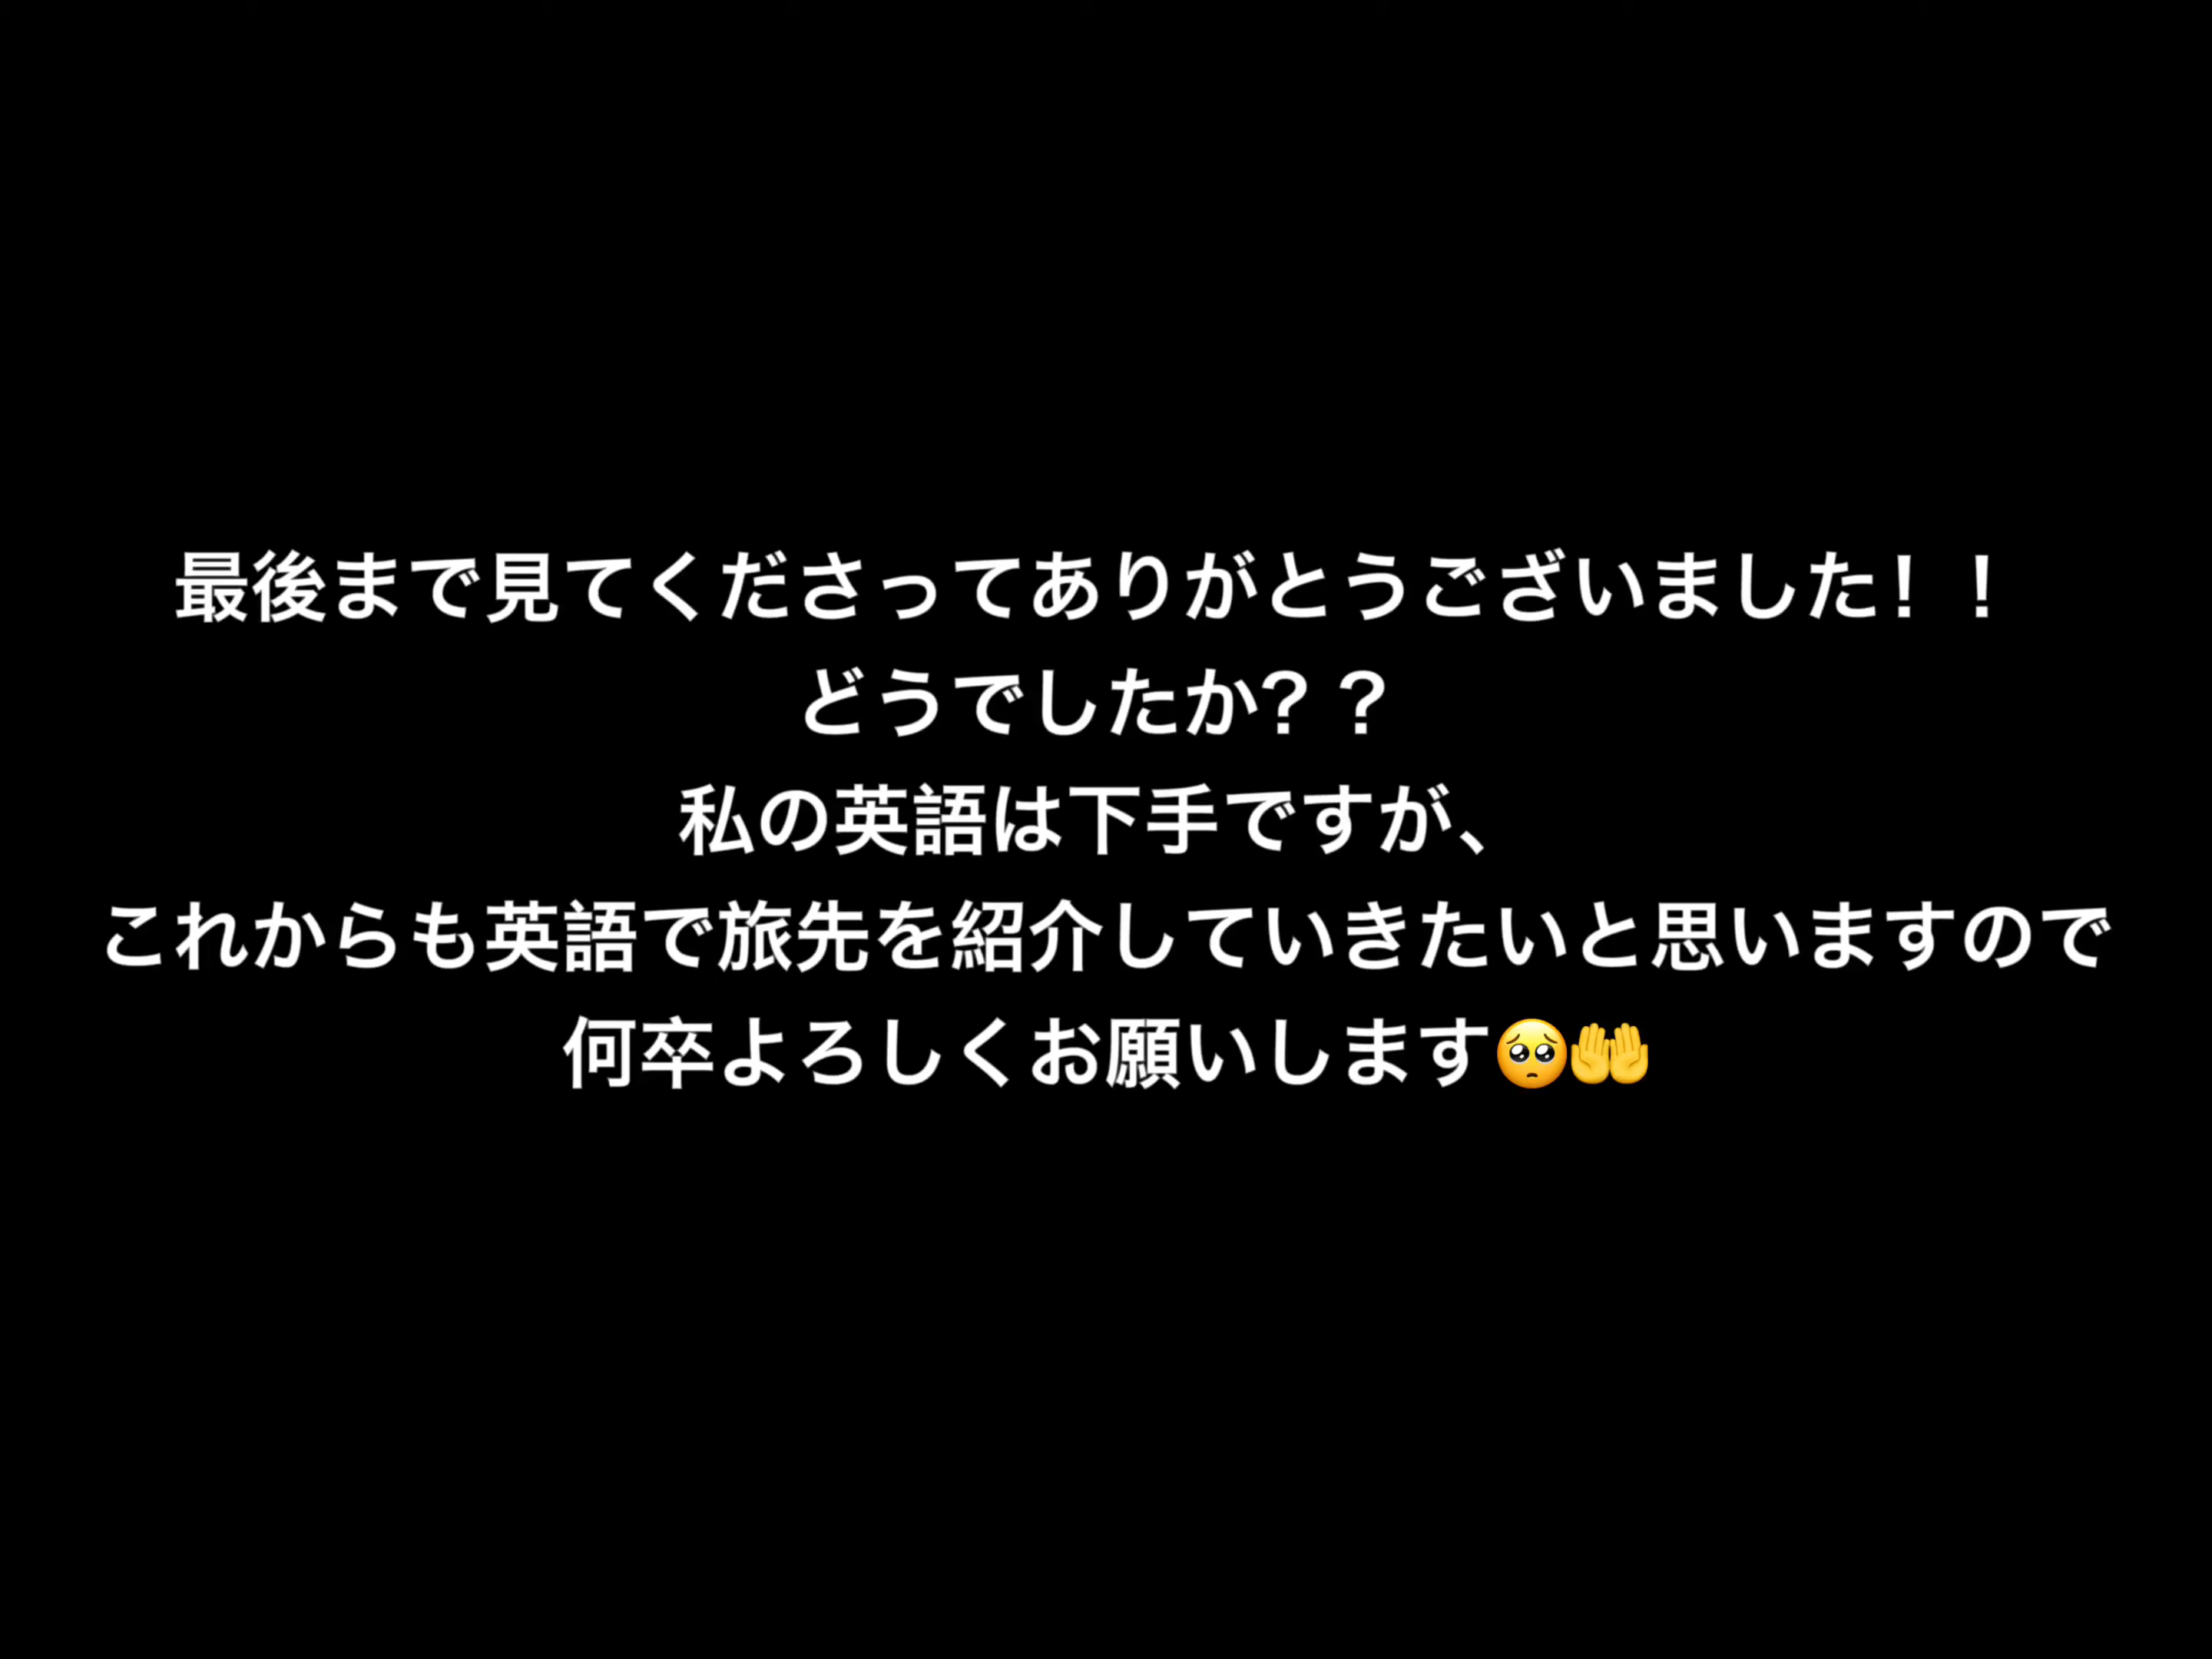 最後まで見てくださってありがとうございました！！
どうでしたか？？
私の英語は下手ですが、
これからも英語で旅先を紹介していきたいと思いますので
何卒よろしくお願いします🥺🤲